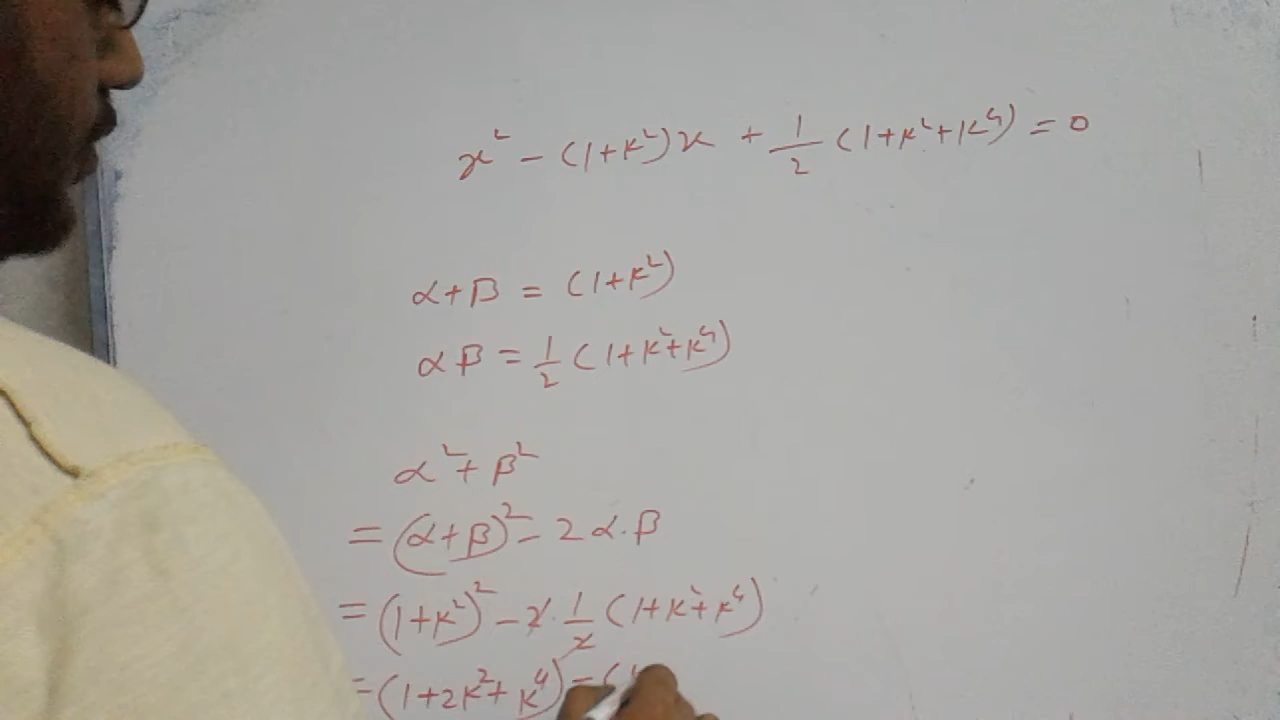 x² - (1+K²)x + 1/2 (1+K²+K⁴) = 0
α+β = (1+K²)
αβ = 1/2 (1+K²+K⁴)
α²+β²
= (α+β)² - 2α.β
= (1+K²)² - 2.1/2 (1+K²+K⁴)
= (1+2K²+K⁴) - (1